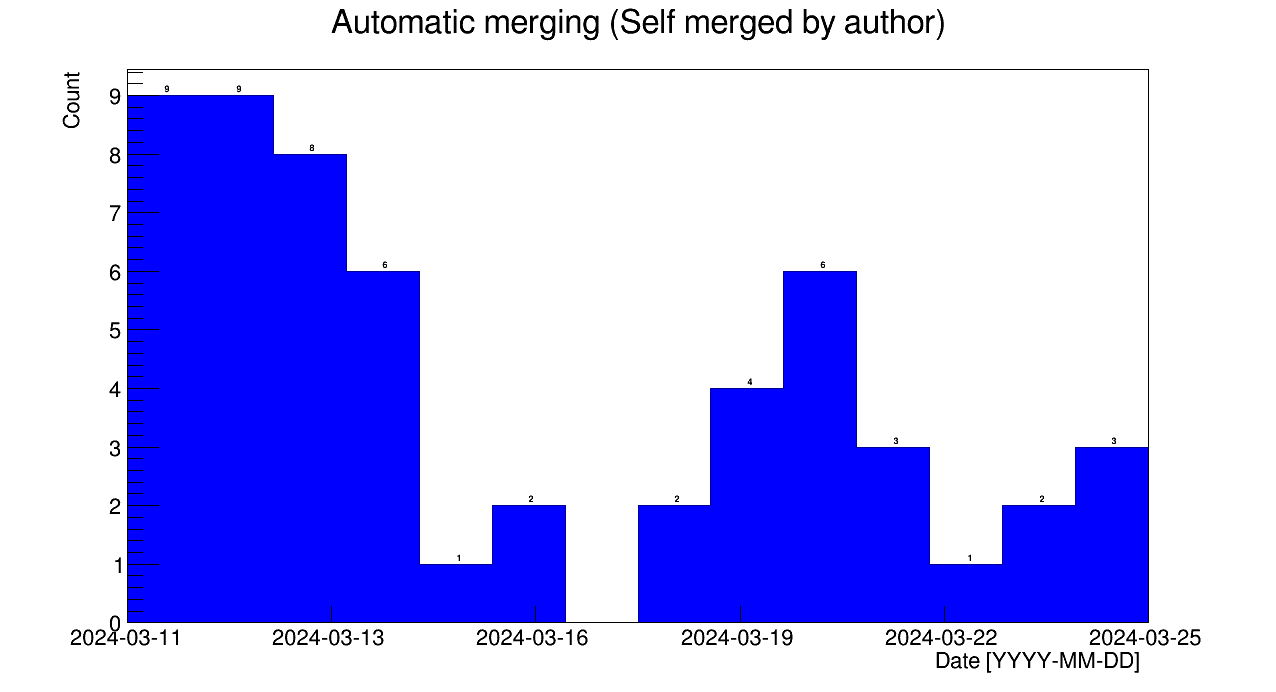 Automatic merging (Self merged by author)
Count
9
8
7
6
5
4
3
2
1
0
9 9 8 6 1 2 2 4 6 3 1 2 3
2024-03-11 2024-03-13 2024-03-16 2024-03-19 2024-03-22 2024-03-25
Date [YYYY-MM-DD]